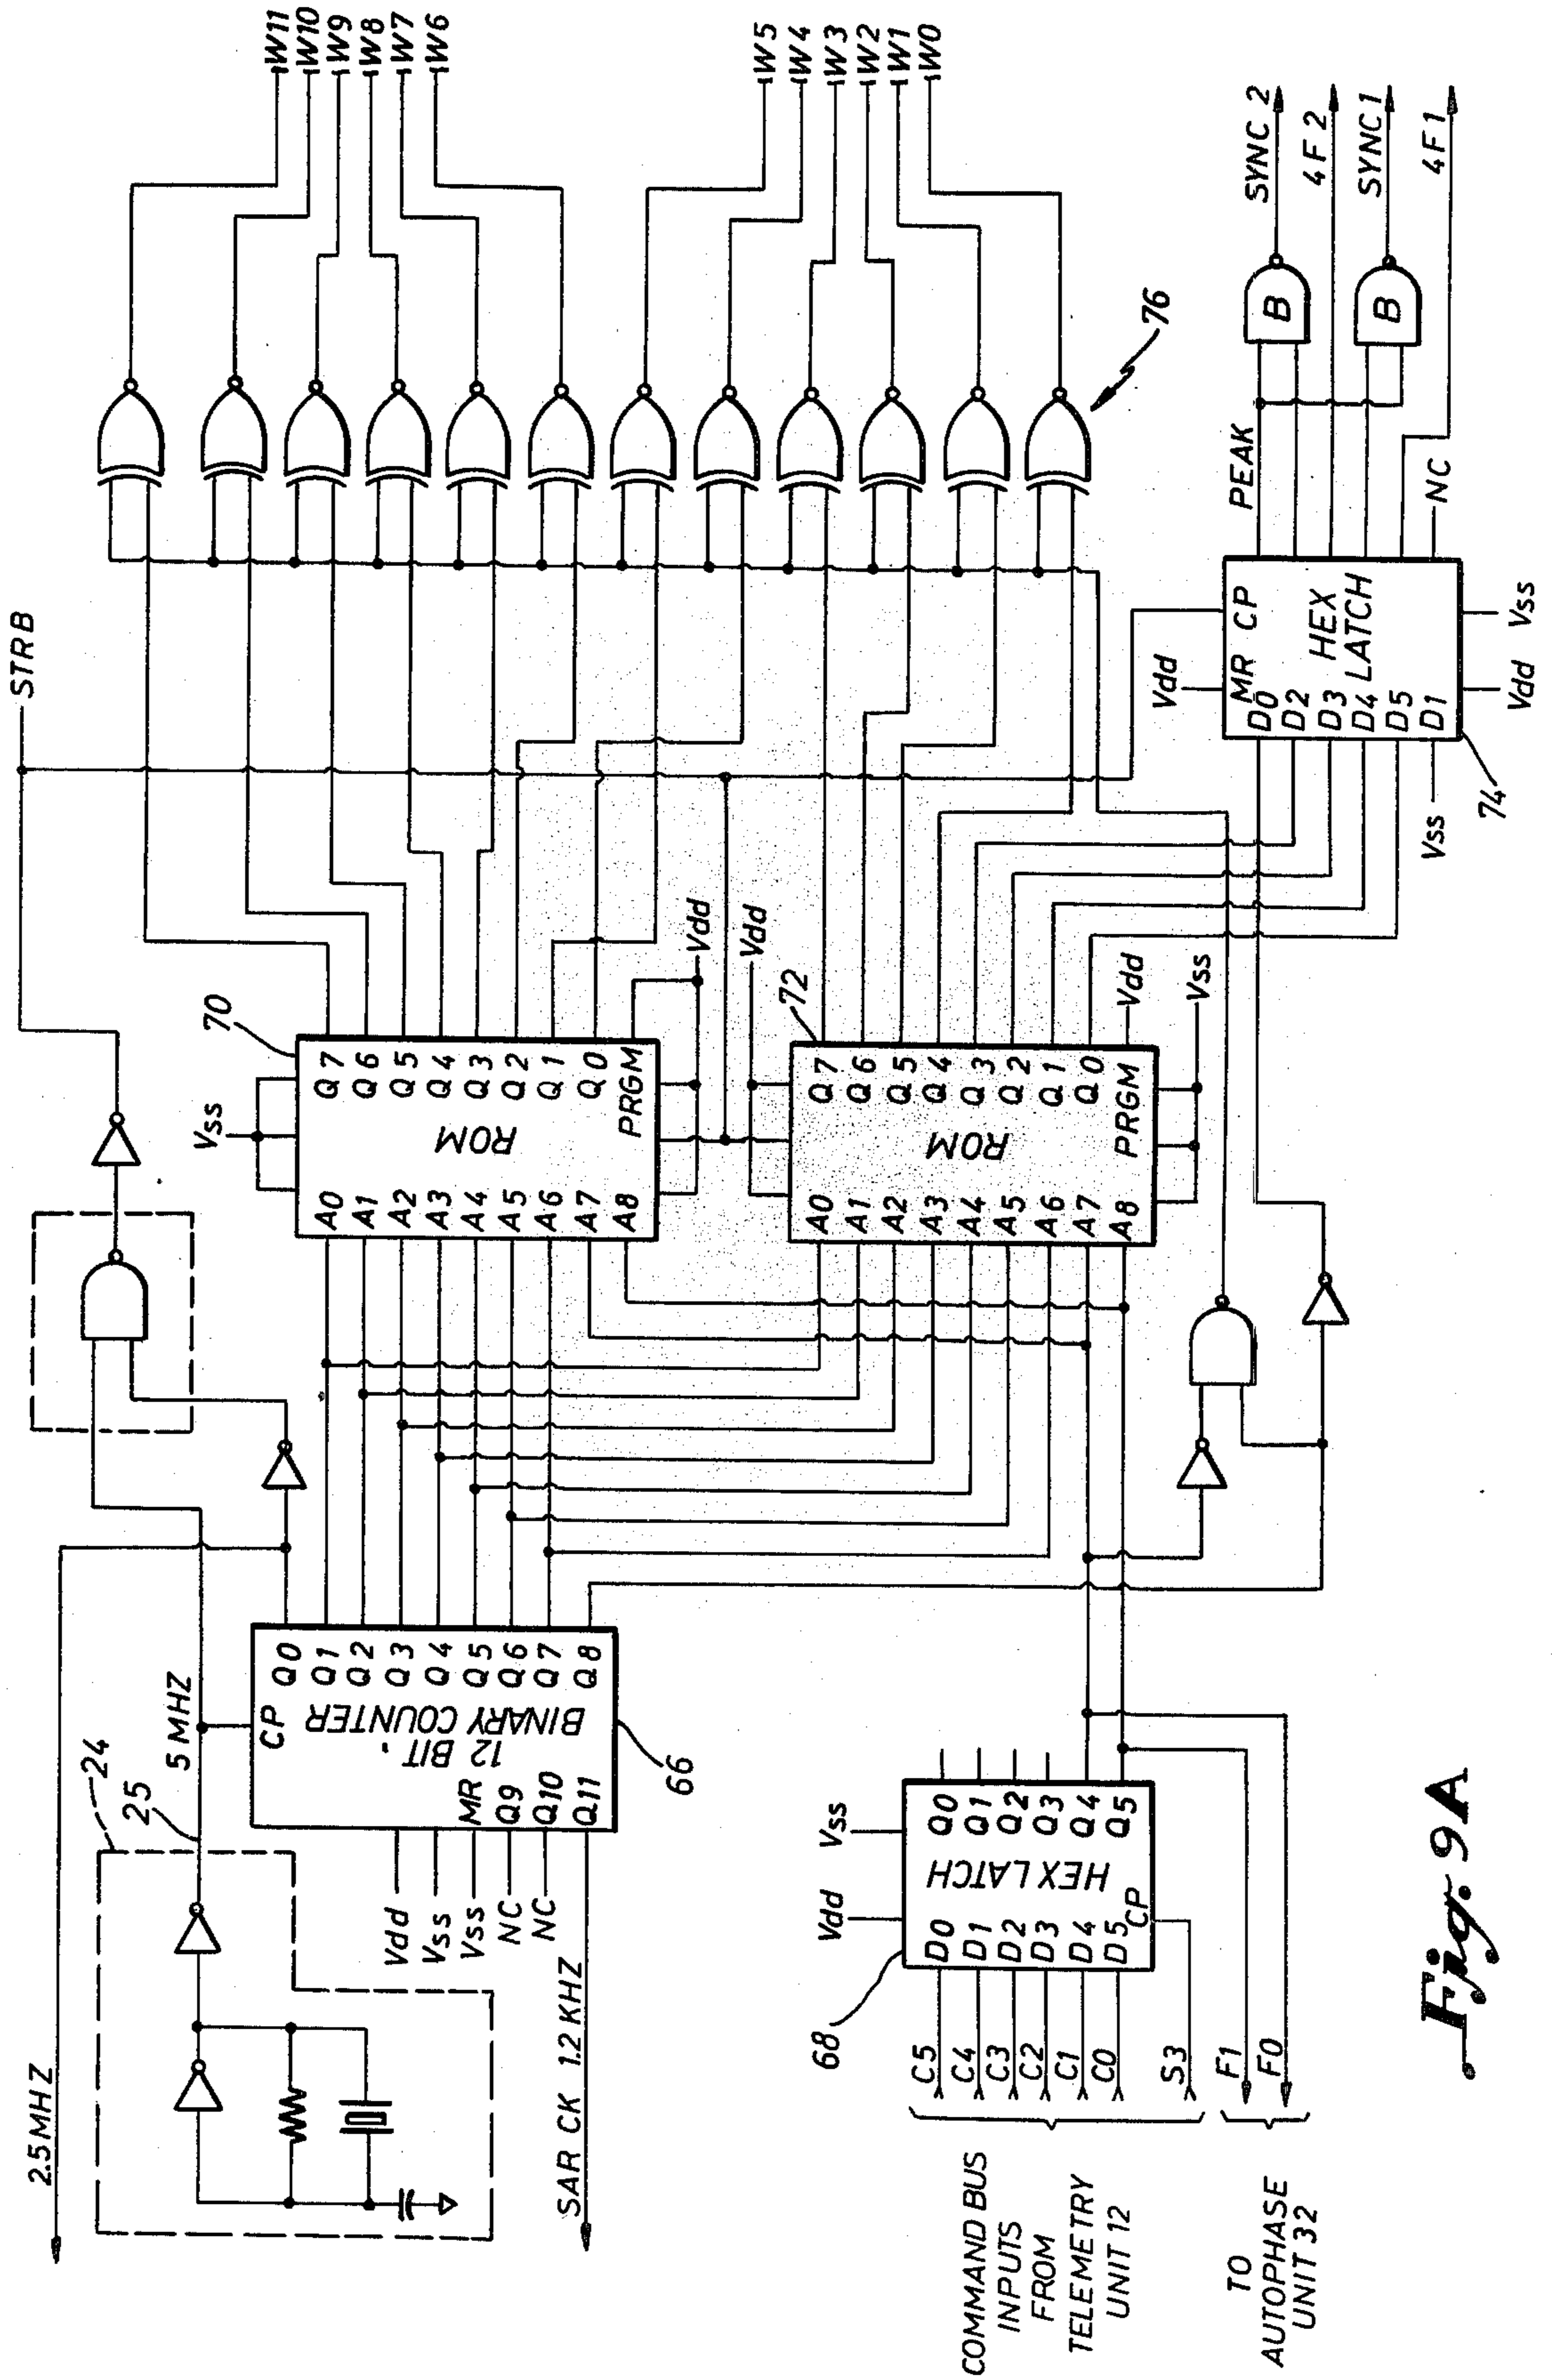 2.5MHZ
24
25
5 MHZ
STRB
CP
Q0
Q1
Q2
Q3
Q4
Q5
Q6
Q7
Q8
12 BIT
BINARY COUNTER
MR
Q9
Q10
Q11
66
Vdd
Vss
Vss
NC
NC
SAR CK 1.2 KHZ
Vss
70
A0
A1
A2
A3
A4
A5
A6
A7
A8
ROM
Q7
Q6
Q5
Q4
Q3
Q2
Q1
Q0
PRGM
Vdd
Vdd
72
A0
A1
A2
A3
A4
A5
A6
A7
A8
ROM
Q7
Q6
Q5
Q4
Q3
Q2
Q1
Q0
PRGM
Vdd
Vss
W11
W10
W9
W8
W7
W6
W5
W4
W3
W2
W1
W0
76
Vdd
MR CP
D0
D2
D3
D4
D5
D1
HEX
LATCH
Vss
74
Vdd
Vss
PEAK
NC
B
B
SYNC 2
4F2
SYNC1
4F1
68
Vdd
Vss
D0
D1
D2
D3
D4
D5
CP
HEX LATCH
Q0
Q1
Q2
Q3
Q4
Q5
C5
C4
C3
C2
C1
C0
S3
F1
F0
COMMAND BUS
INPUTS
FROM
TELEMETRY
UNIT 12
TO
AUTOPHASE
UNIT 32
Fig. 9A